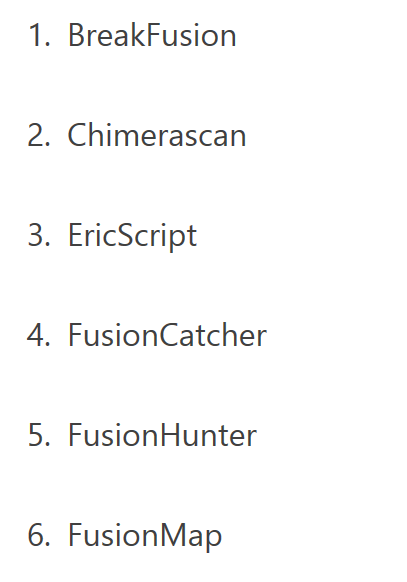 1. BreakFusion
2. Chimerascan
3. EricScript
4. FusionCatcher
5. FusionHunter
6. FusionMap